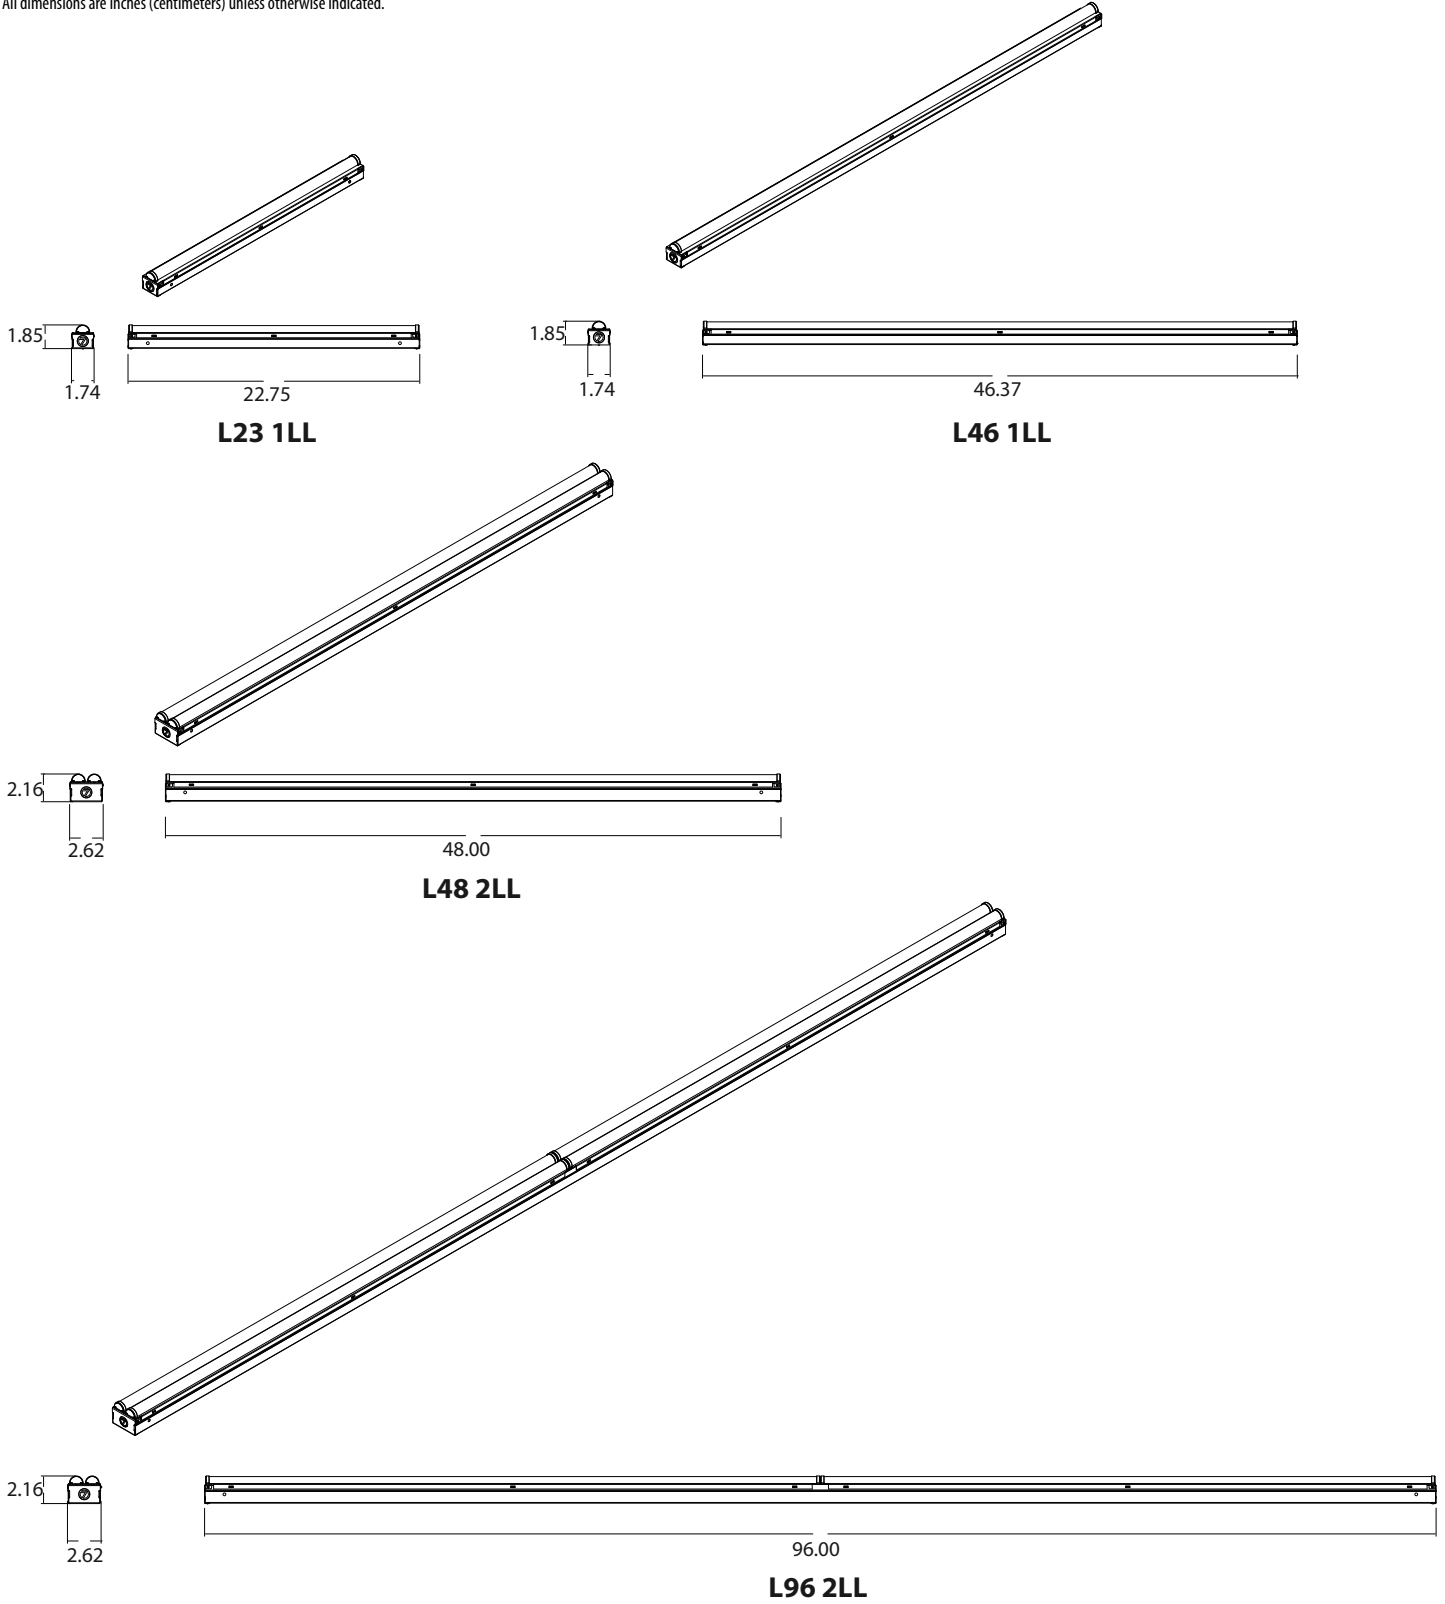 All dimensions are inches (centimeters) unless otherwise indicated.
1.85
1.74
22.75
L23 1LL
1.85
1.74
46.37
L46 1LL
2.16
2.62
48.00
L48 2LL
2.16
2.62
96.00
L96 2LL